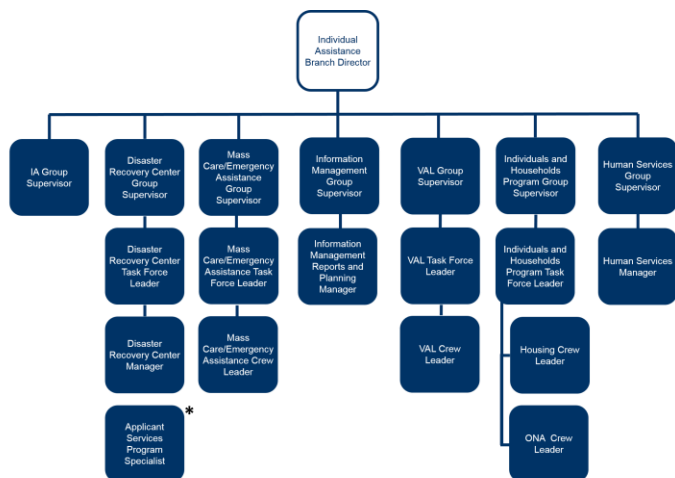 Individual
Assistance
Branch Director
IA Group
Supervisor
Disaster
Recovery Center
Group
Supervisor
Mass
Care/Emergency
Assistance
Group
Supervisor
Information
Management
Group
Supervisor
VAL Group
Supervisor
Individuals and
Households
Program Group
Supervisor
Human Services
Group
Supervisor
Disaster
Recovery Center
Task Force
Leader
Mass
Care/Emergency
Assistance Task
Force Leader
Information
Management
Reports and
Planning
Manager
VAL Task Force
Leader
Individuals and
Households
Program Task
Force Leader
Human Services
Manager
Disaster
Recovery Center
Manager
Mass
Care/Emergency
Assistance Crew
Leader
VAL Crew
Leader
Housing Crew
Leader
Applicant
Services
Program
Specialist
*
ONA Crew
Leader